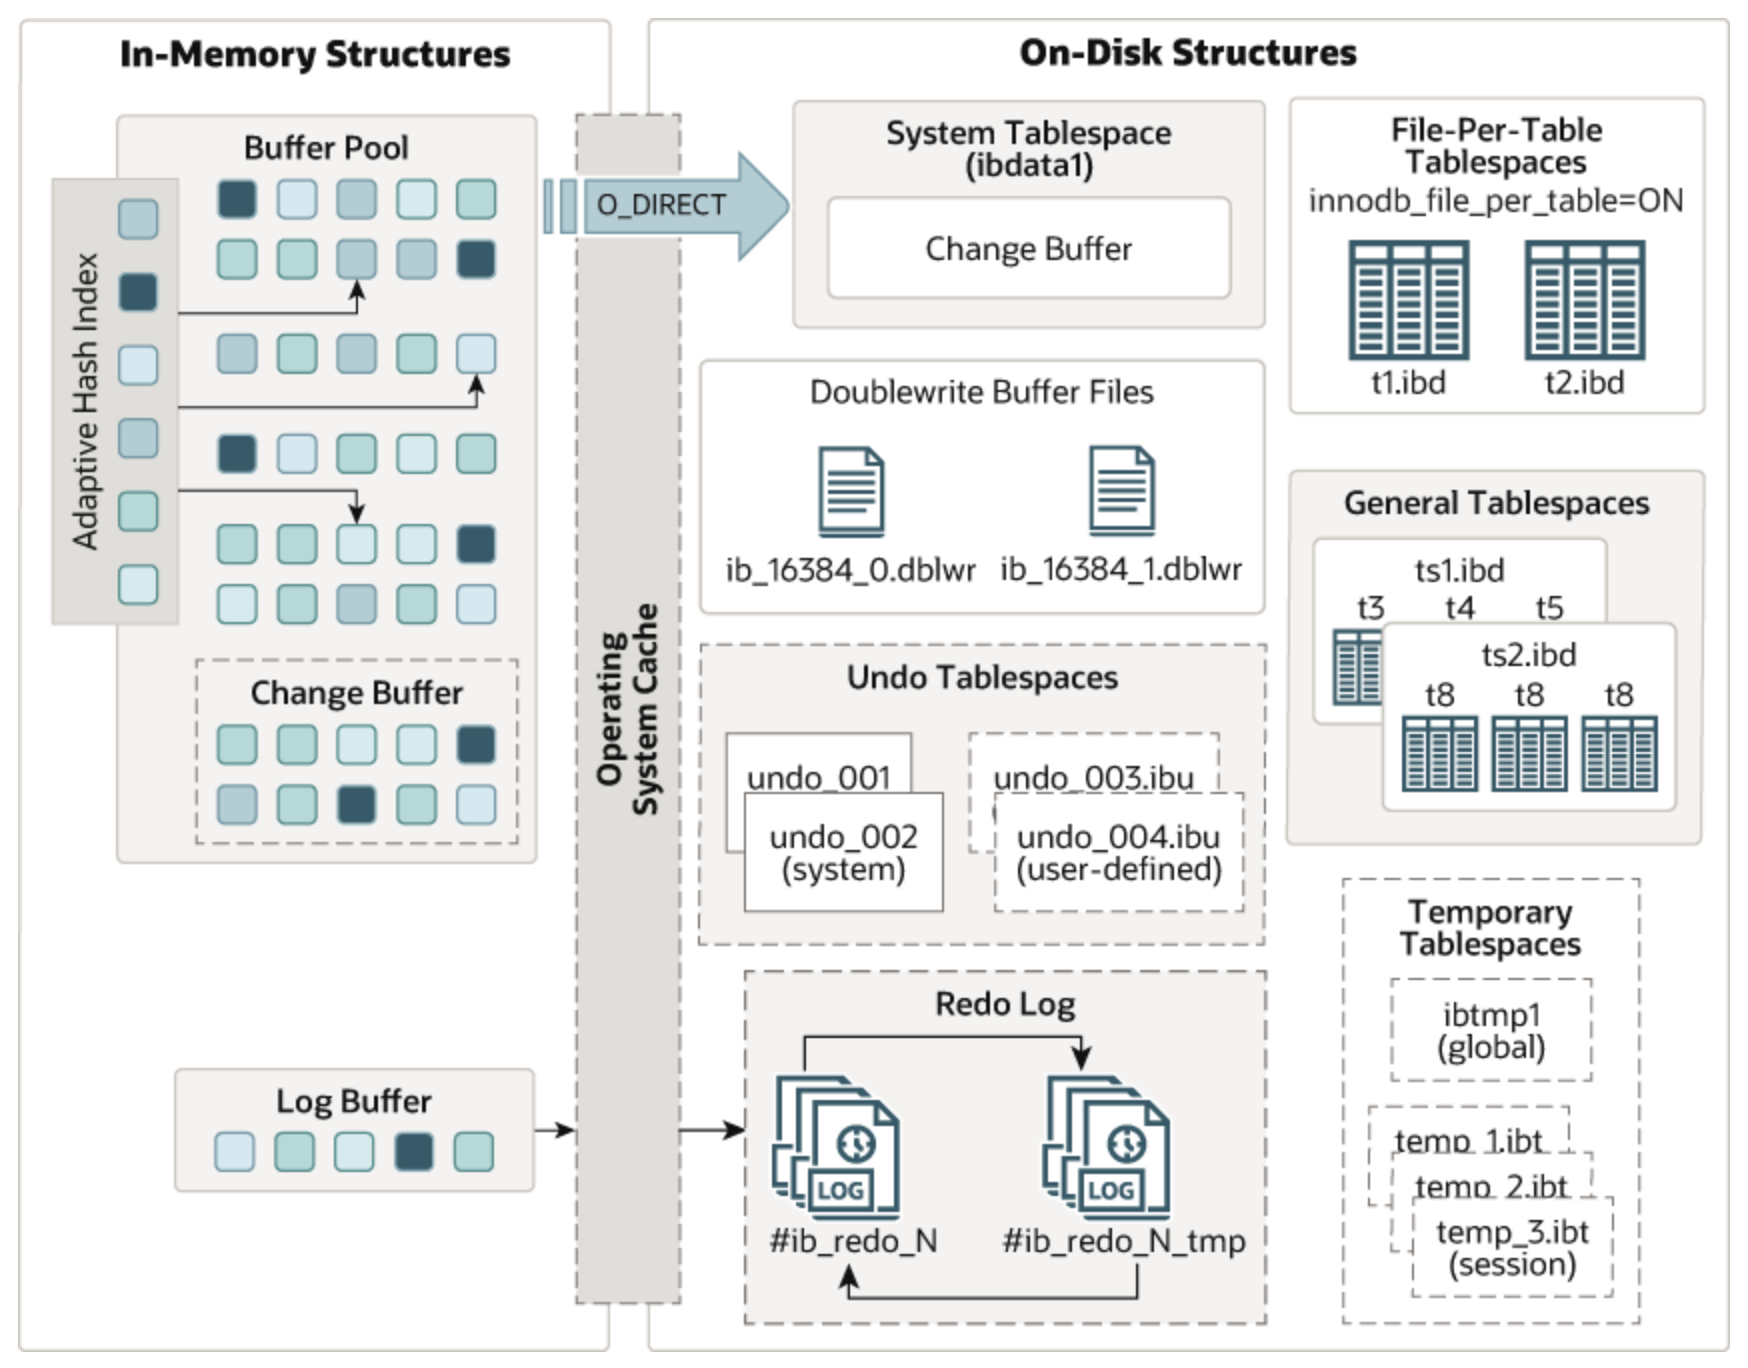 In-Memory Structures
Buffer Pool
Adaptive Hash Index
Change Buffer
Log Buffer
Operating
System Cache
O_DIRECT
On-Disk Structures
System Tablespace
(ibdata1)
Change Buffer
Doublewrite Buffer Files
ib_16384_0.dblwr
ib_16384_1.dblwr
Undo Tablespaces
undo_001
undo_002
(system)
undo_003.ibu
undo_004.ibu
(user-defined)
Redo Log
LOG
LOG
#ib_redo_N
#ib_redo_N_tmp
File-Per-Table
Tablespaces
innodb_file_per_table=ON
t1.ibd
t2.ibd
General Tablespaces
ts1.ibd
t3 t4 t5
ts2.ibd
t8 t8 t8
Temporary
Tablespaces
ibtmp1
(global)
temp_1.ibt
temp_2.ibt
temp_3.ibt
(session)